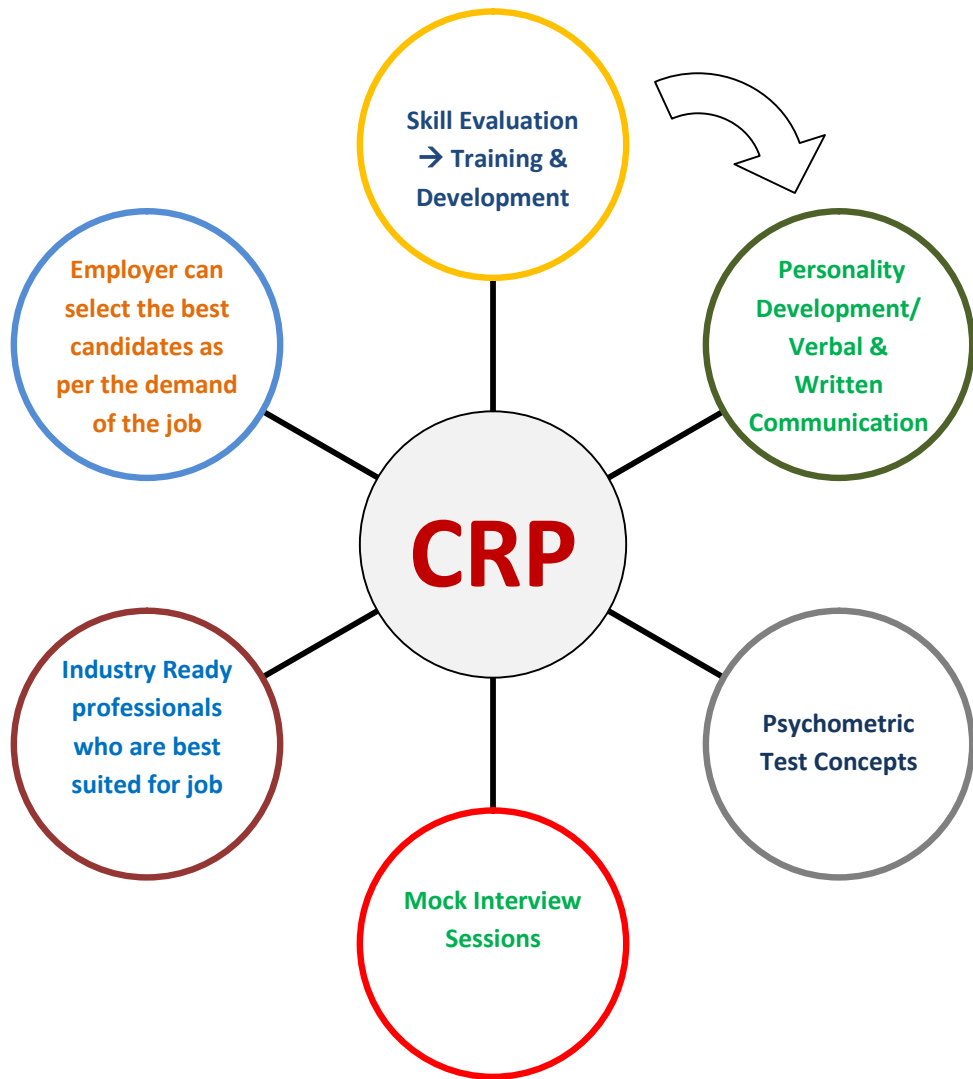 Skill Evaluation
→ Training &
Development
Personality
Development/
Verbal &
Written
Communication
Psychometric
Test Concepts
Mock Interview
Sessions
Industry Ready
professionals
who are best
suited for job
Employer can
select the best
candidates as
per the demand
of the job
CRP